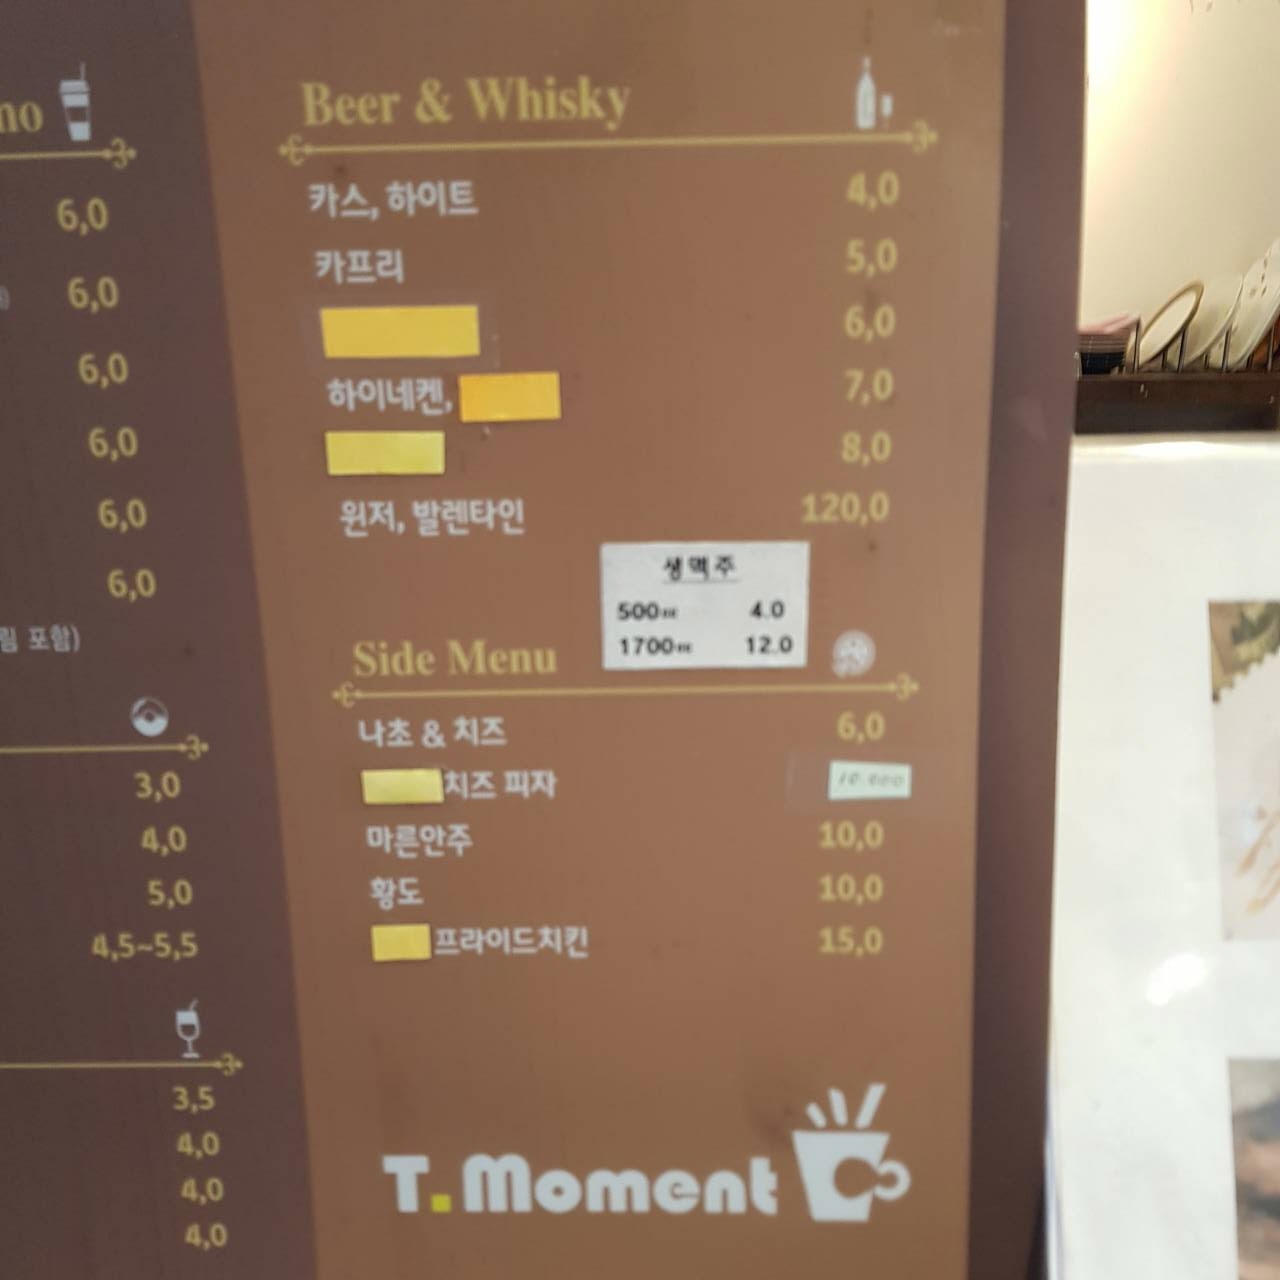 no
6,0
6,0
6,0
6,0
6,0
6,0
림 포함)
3,0
4,0
5,0
4,5~5,5
3,5
4,0
4,0
4,0
Beer & Whisky
카스, 하이트 4,0
카프리 5,0
6,0
하이네켄, 7,0
8,0
윈저, 발렌타인 120,0
생맥주
500㏄ 4.0
1700㏄ 12.0
Side Menu
나초 & 치즈 6,0
치즈 피자 10.000
마른안주 10,0
황도 10,0
프라이드치킨 15,0
T.Moment